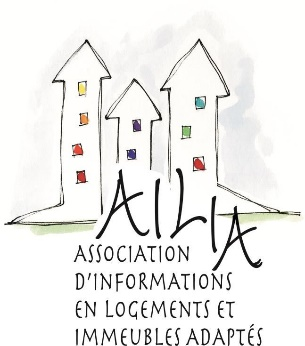 AILIA
ASSOCIATION
D'INFORMATIONS
EN LOGEMENTS ET
IMMEUBLES ADAPTÉS